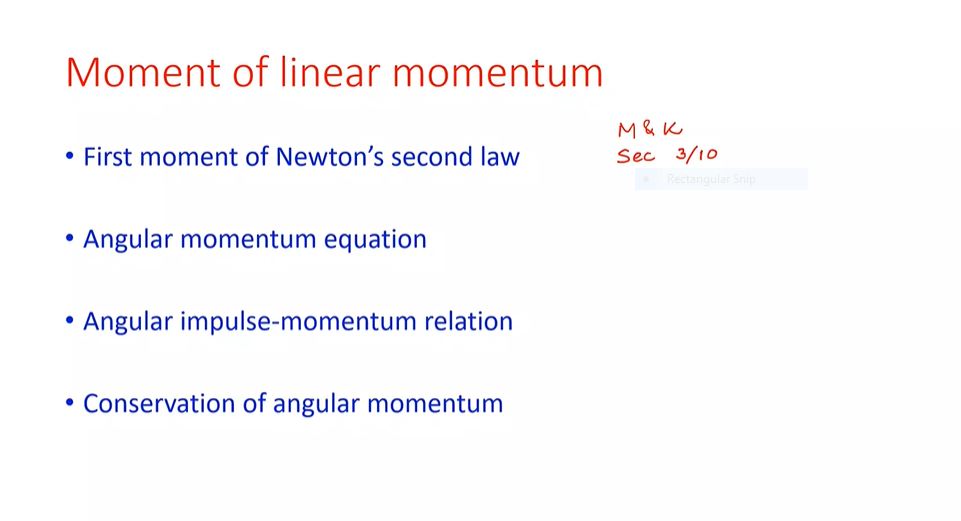 Moment of linear momentum
M & K
• First moment of Newton's second law
Sec 3/10
Rectangular Snip
• Angular momentum equation
• Angular impulse-momentum relation
• Conservation of angular momentum